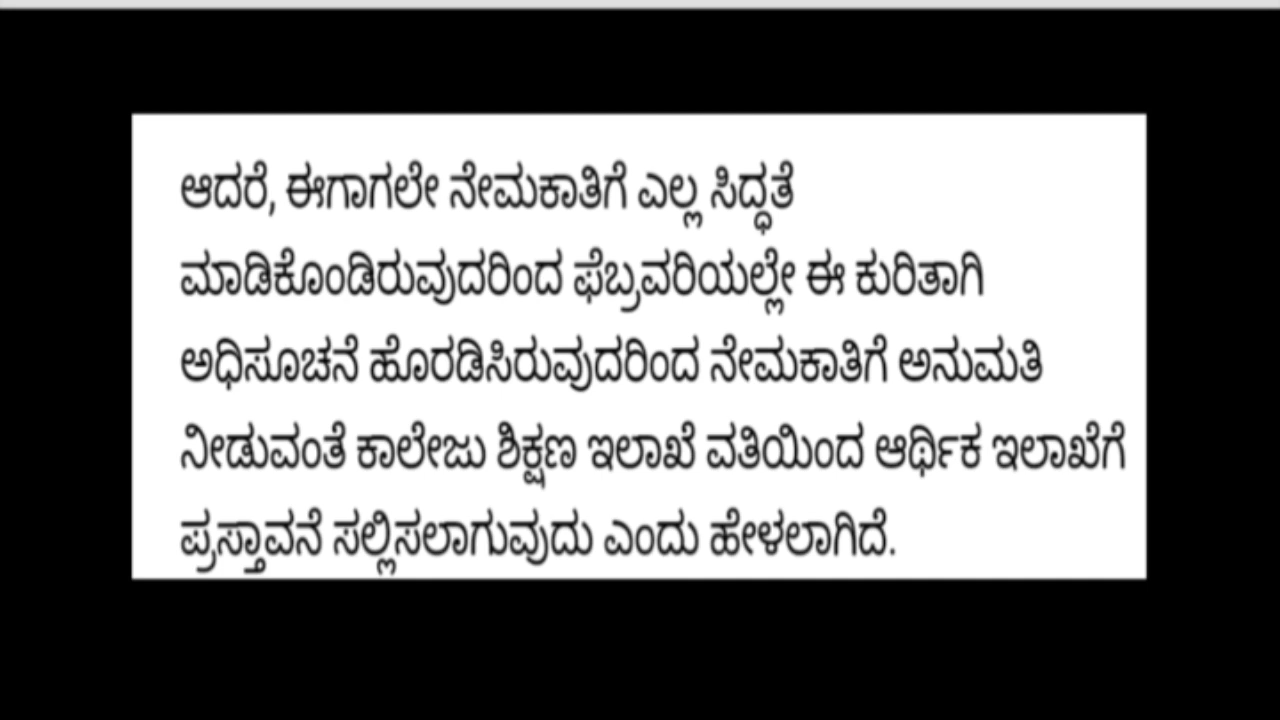 ಆದರೆ, ಈಗಾಗಲೇ ನೇಮಕಾತಿಗೆ ಎಲ್ಲ ಸಿದ್ಧತೆ
ಮಾಡಿಕೊಂಡಿರುವುದರಿಂದ ಫೆಬ್ರವರಿಯಲ್ಲೇ ಈ ಕುರಿತಾಗಿ
ಅಧಿಸೂಚನೆ ಹೊರಡಿಸಿರುವುದರಿಂದ ನೇಮಕಾತಿಗೆ ಅನುಮತಿ
ನೀಡುವಂತೆ ಕಾಲೇಜು ಶಿಕ್ಷಣ ಇಲಾಖೆ ವತಿಯಿಂದ ಆರ್ಥಿಕ ಇಲಾಖೆಗೆ
ಪ್ರಸ್ತಾವನೆ ಸಲ್ಲಿಸಲಾಗುವುದು ಎಂದು ಹೇಳಲಾಗಿದೆ.